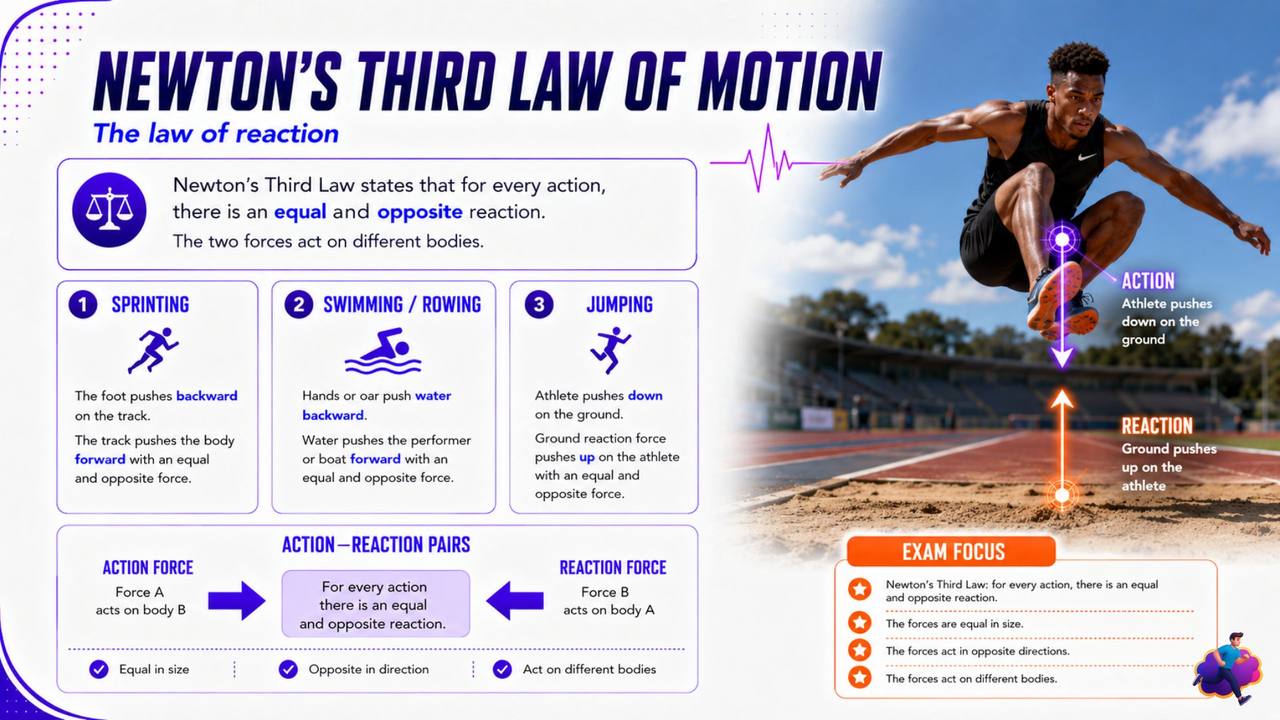 NEWTON'S THIRD LAW OF MOTION
The law of reaction
Newton's Third Law states that for every action,
there is an equal and opposite reaction.
The two forces act on different bodies.
1 SPRINTING
The foot pushes backward
on the track.
The track pushes the body
forward with an equal
and opposite force.
2 SWIMMING / ROWING
Hands or oar push water
backward.
Water pushes the performer
or boat forward with an
equal and opposite force.
3 JUMPING
Athlete pushes down
on the ground.
Ground reaction force
pushes up on the athlete
with an equal and
opposite force.
ACTION
Athlete pushes
down on the
ground
REACTION
Ground pushes
up on the
athlete
ACTION–REACTION PAIRS
ACTION FORCE
Force A
acts on body B
For every action
there is an equal
and opposite reaction.
REACTION FORCE
Force B
acts on body A
Equal in size
Opposite in direction
Act on different bodies
EXAM FOCUS
Newton's Third Law: for every action, there is an equal
and opposite reaction.
The forces are equal in size.
The forces act in opposite directions.
The forces act on different bodies.